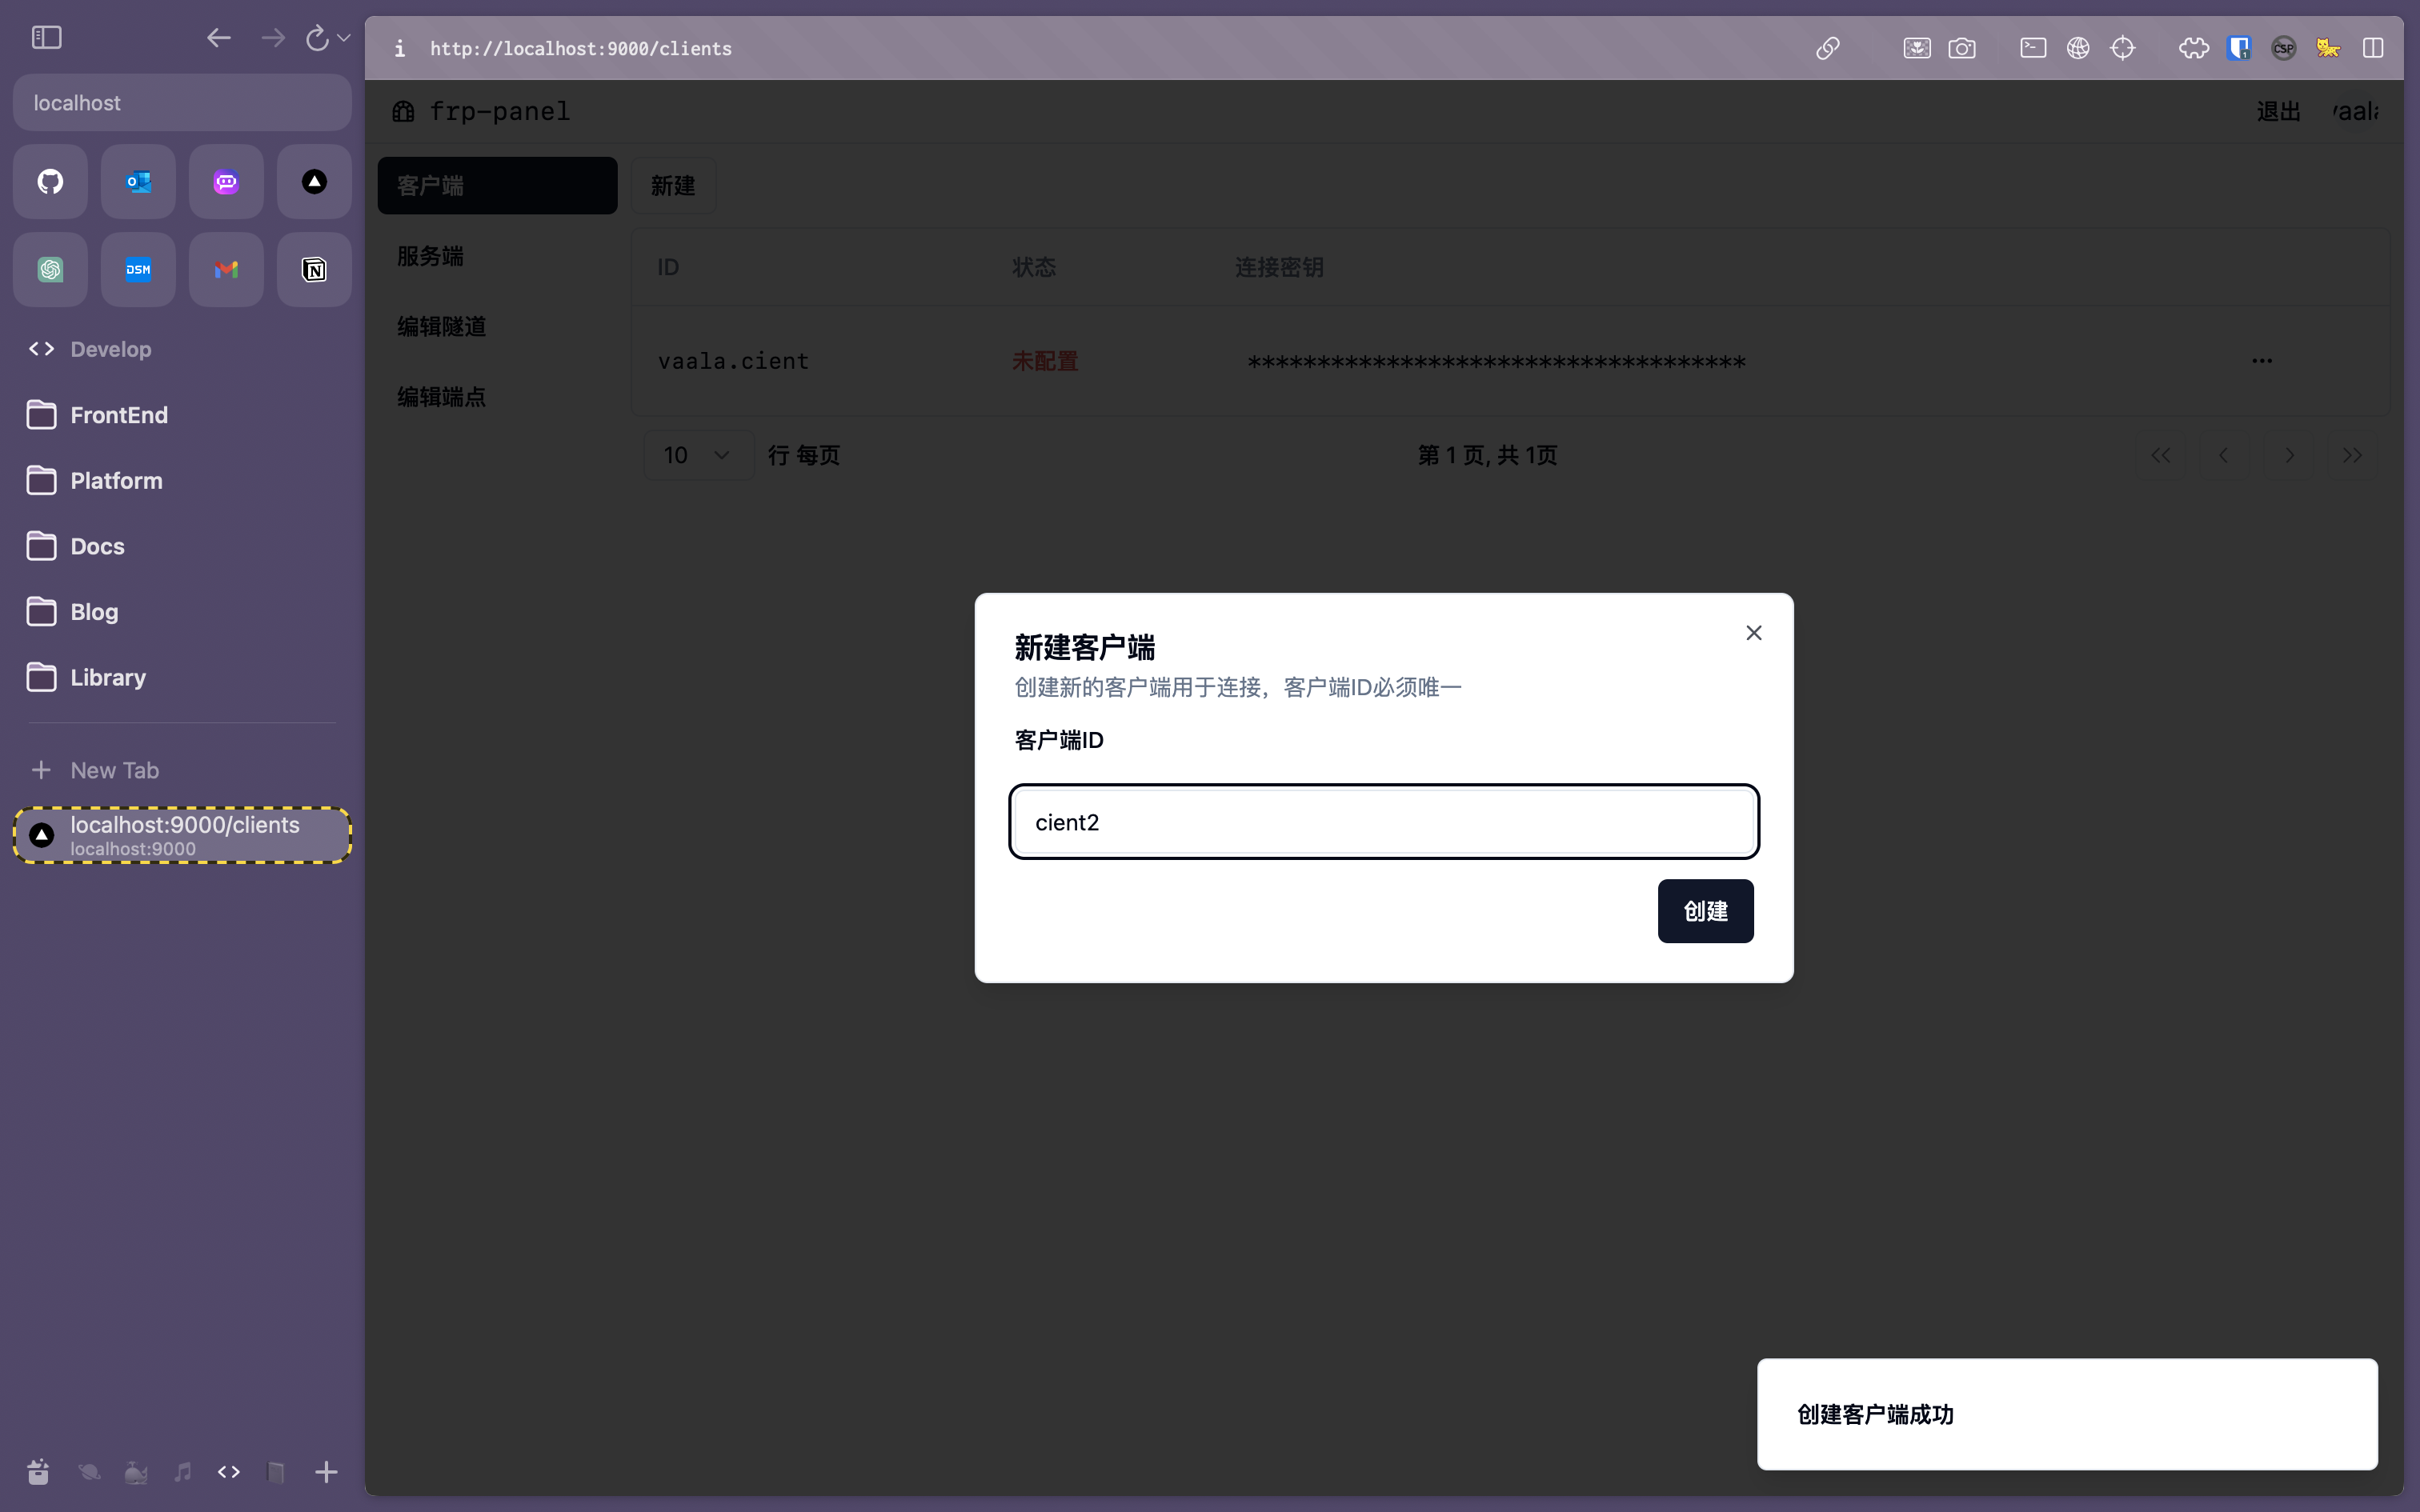 localhost
DSM
Develop
FrontEnd
Platform
Docs
Blog
Library
New Tab
localhost:9000/clients
localhost:9000
http://localhost:9000/clients
CSP
frp-panel
退出
客户端
服务端
编辑隧道
编辑端点
新建
ID 状态 连接密钥
vaala.cient 未配置 ************************************
10 行 每页 第 1 页, 共 1页
新建客户端
创建新的客户端用于连接，客户端ID必须唯一
客户端ID
cient2
创建
创建客户端成功